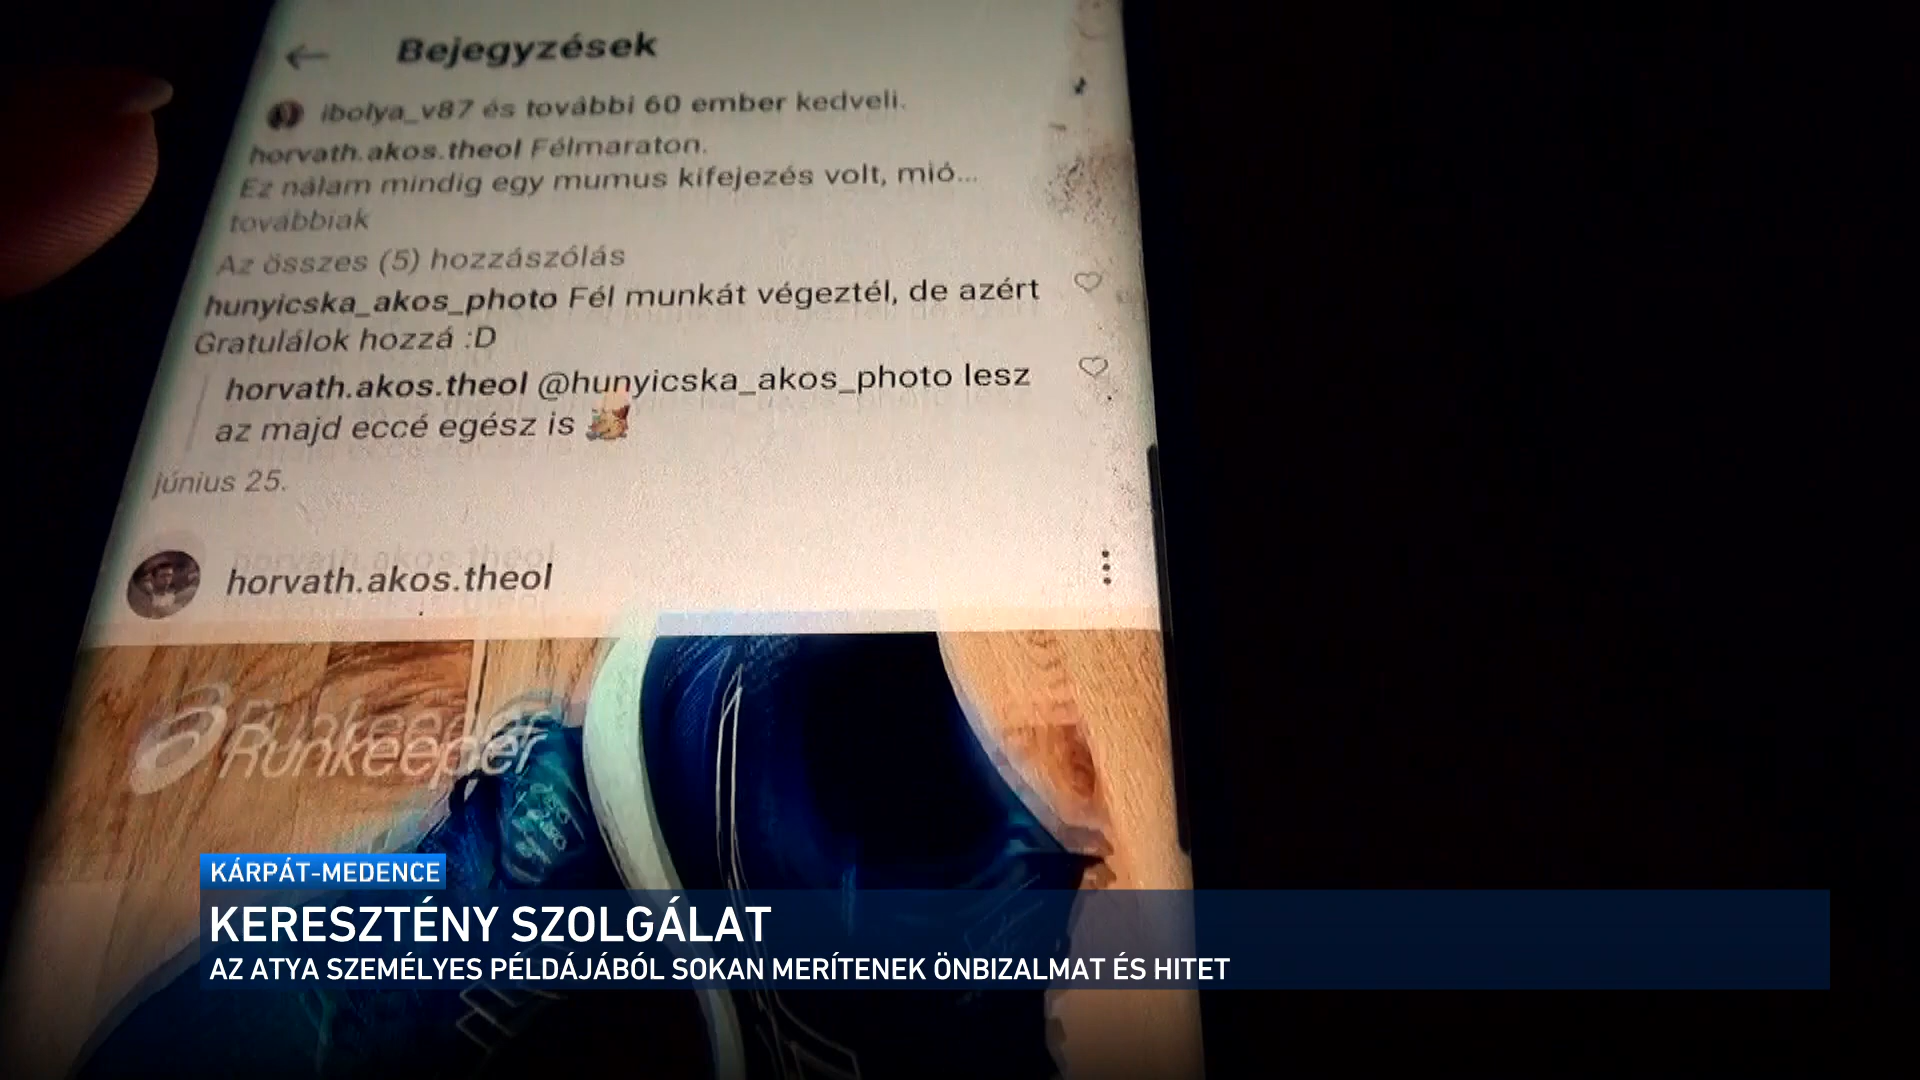 Bejegyzések
ibolya_v87 és további 60 ember kedveli.
horvath.akos.theol Félmaraton.
Ez nálam mindig egy mumus kifejezés volt, mió...
továbbiak
Az összes (5) hozzászólás
hunyicska_akos_photo Fél munkát végeztél, de azért
Gratulálok hozzá :D
horvath.akos.theol @hunyicska_akos_photo lesz
az majd eccé egész is
június 25.
horvath.akos.theol
Runkeeper
KÁRPÁT-MEDENCE
KERESZTÉNY SZOLGÁLAT
AZ ATYA SZEMÉLYES PÉLDÁJÁBÓL SOKAN MERÍTENEK ÖNBIZALMAT ÉS HITET